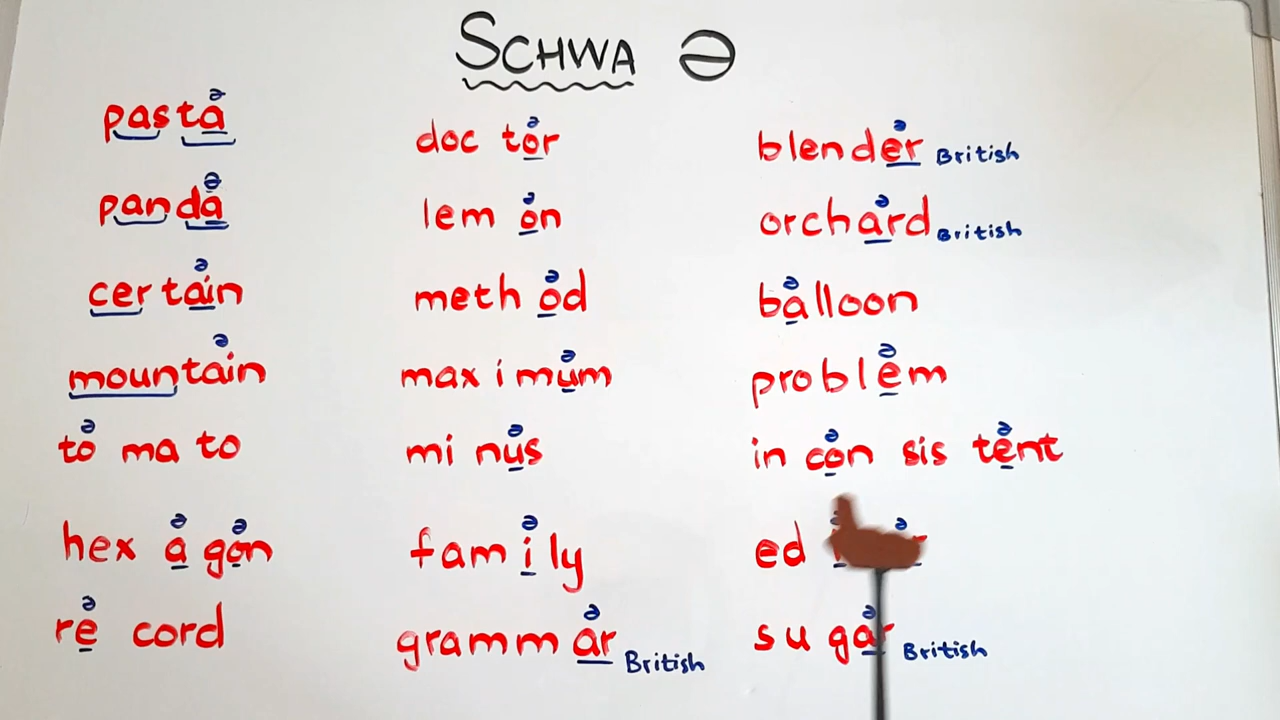 SCHWA ə
pasta
ə
panda
ə
certain
ə
mountain
ə
to ma to
ə
hex a gon
ə ə
re cord
ə
doc tor
ə
lem on
ə
meth od
ə
max i mum
ə
mi nus
ə
fam i ly
ə
gramm ar British
ə
blender British
ə
orchard British
ə
balloon
ə
problem
ə
in con sis tent
ə ə
ed
ə
su gar British
ə